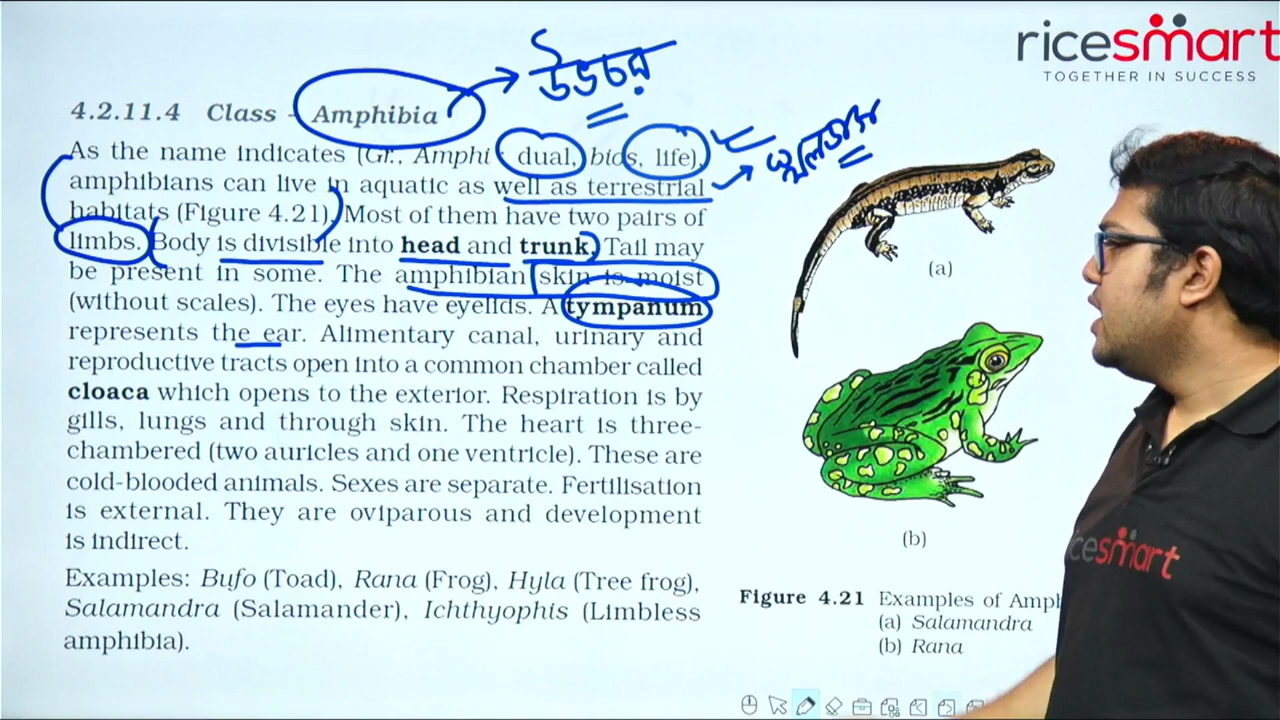 ricesmart
TOGETHER IN SUCCESS
উভচর
4.2.11.4 Class – Amphibia
As the name indicates (Gr., Amphi dual, bios, life),
amphibians can live in aquatic as well as terrestrial
habitats (Figure 4.21). Most of them have two pairs of
limbs. Body is divisible into head and trunk. Tail may
be present in some. The amphibian skin is moist
(without scales). The eyes have eyelids. A tympanum
represents the ear. Alimentary canal, urinary and
reproductive tracts open into a common chamber called
cloaca which opens to the exterior. Respiration is by
gills, lungs and through skin. The heart is three-
chambered (two auricles and one ventricle). These are
cold-blooded animals. Sexes are separate. Fertilisation
is external. They are oviparous and development
is indirect.
Examples: Bufo (Toad), Rana (Frog), Hyla (Tree frog),
Salamandra (Salamander), Ichthyophis (Limbless
amphibia).
(a)
(b)
Figure 4.21 Examples of Amph
(a) Salamandra
(b) Rana
cesmart